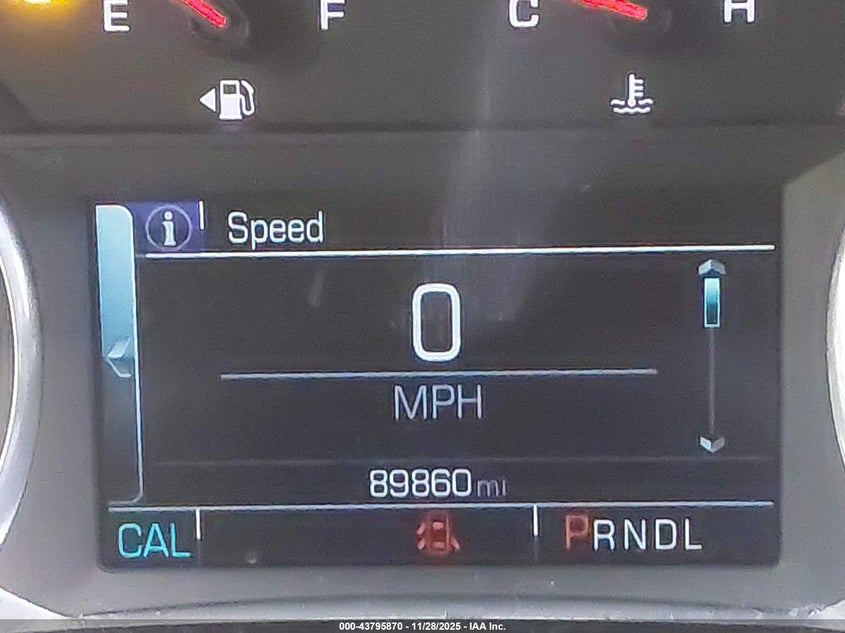 E F C H
Speed
0
MPH
89860 mi
CAL PRNDL
000-43795870 - 11/28/2025 - IAA Inc.